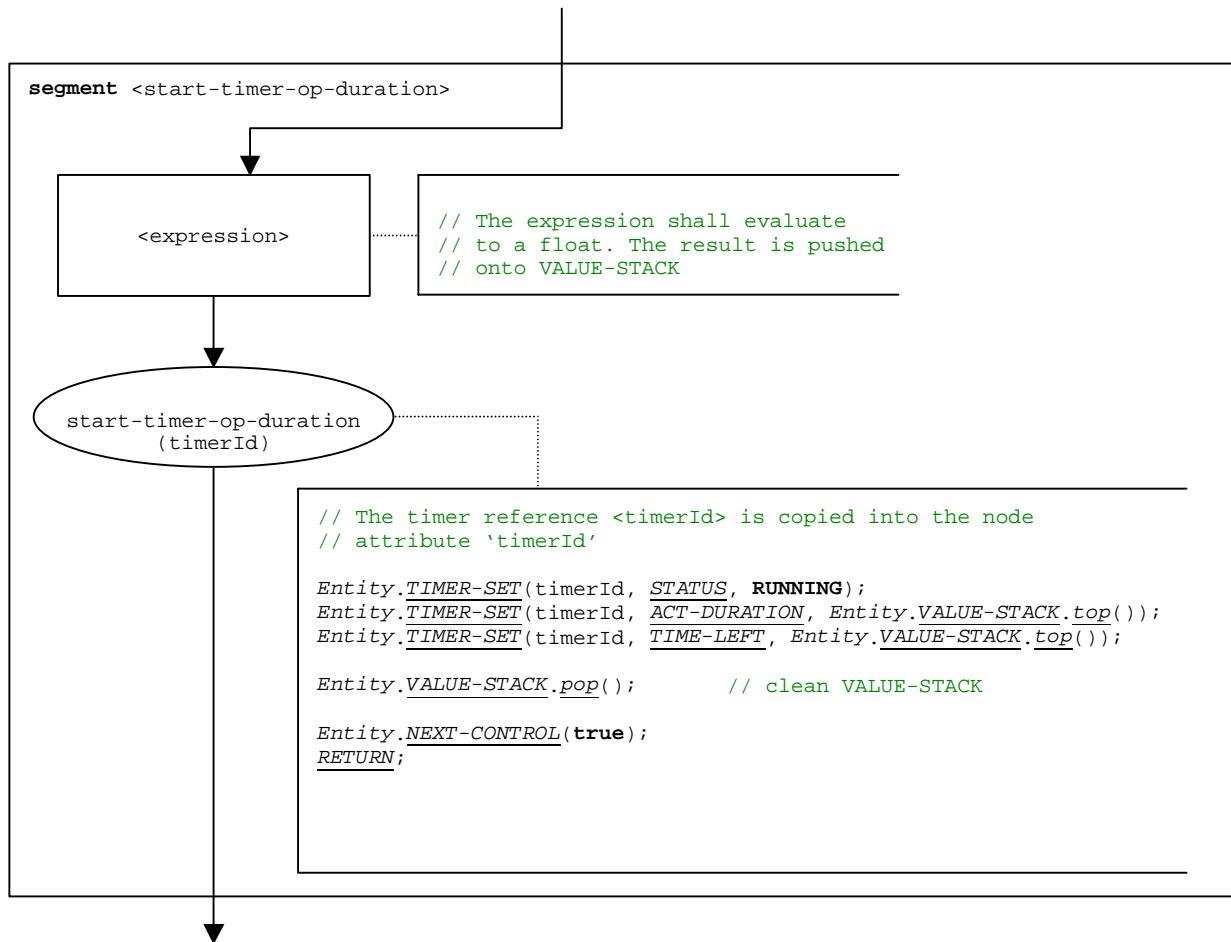 segment <start-timer-op-duration>
<expression>
// The expression shall evaluate
// to a float. The result is pushed
// onto VALUE-STACK
start-timer-op-duration
(timerId)
// The timer reference <timerId> is copied into the node
// attribute ‘timerId’
Entity.TIMER-SET(timerId, STATUS, RUNNING);
Entity.TIMER-SET(timerId, ACT-DURATION, Entity.VALUE-STACK.top());
Entity.TIMER-SET(timerId, TIME-LEFT, Entity.VALUE-STACK.top());
Entity.VALUE-STACK.pop(); // clean VALUE-STACK
Entity.NEXT-CONTROL(true);
RETURN;